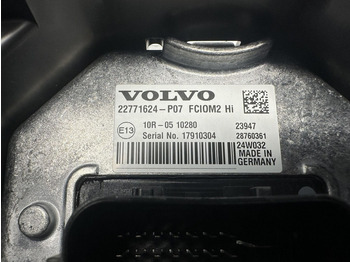 VOLVO
22771624-P07 FCIOM2 Hi
E13
10R-05 10280 23947
Serial No. 17910304 28760361
24W032
MADE IN
GERMANY